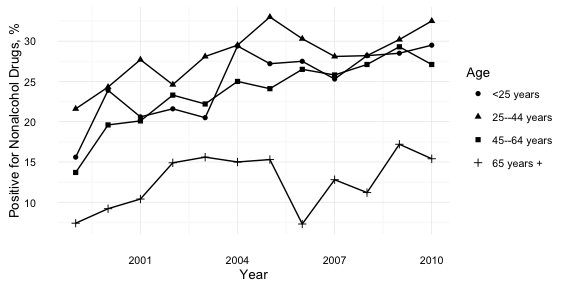 Positive for Nonalcohol Drugs, %
30
25
20
15
10
2001
2004
2007
2010
Year
Age
<25 years
25--44 years
45--64 years
65 years +